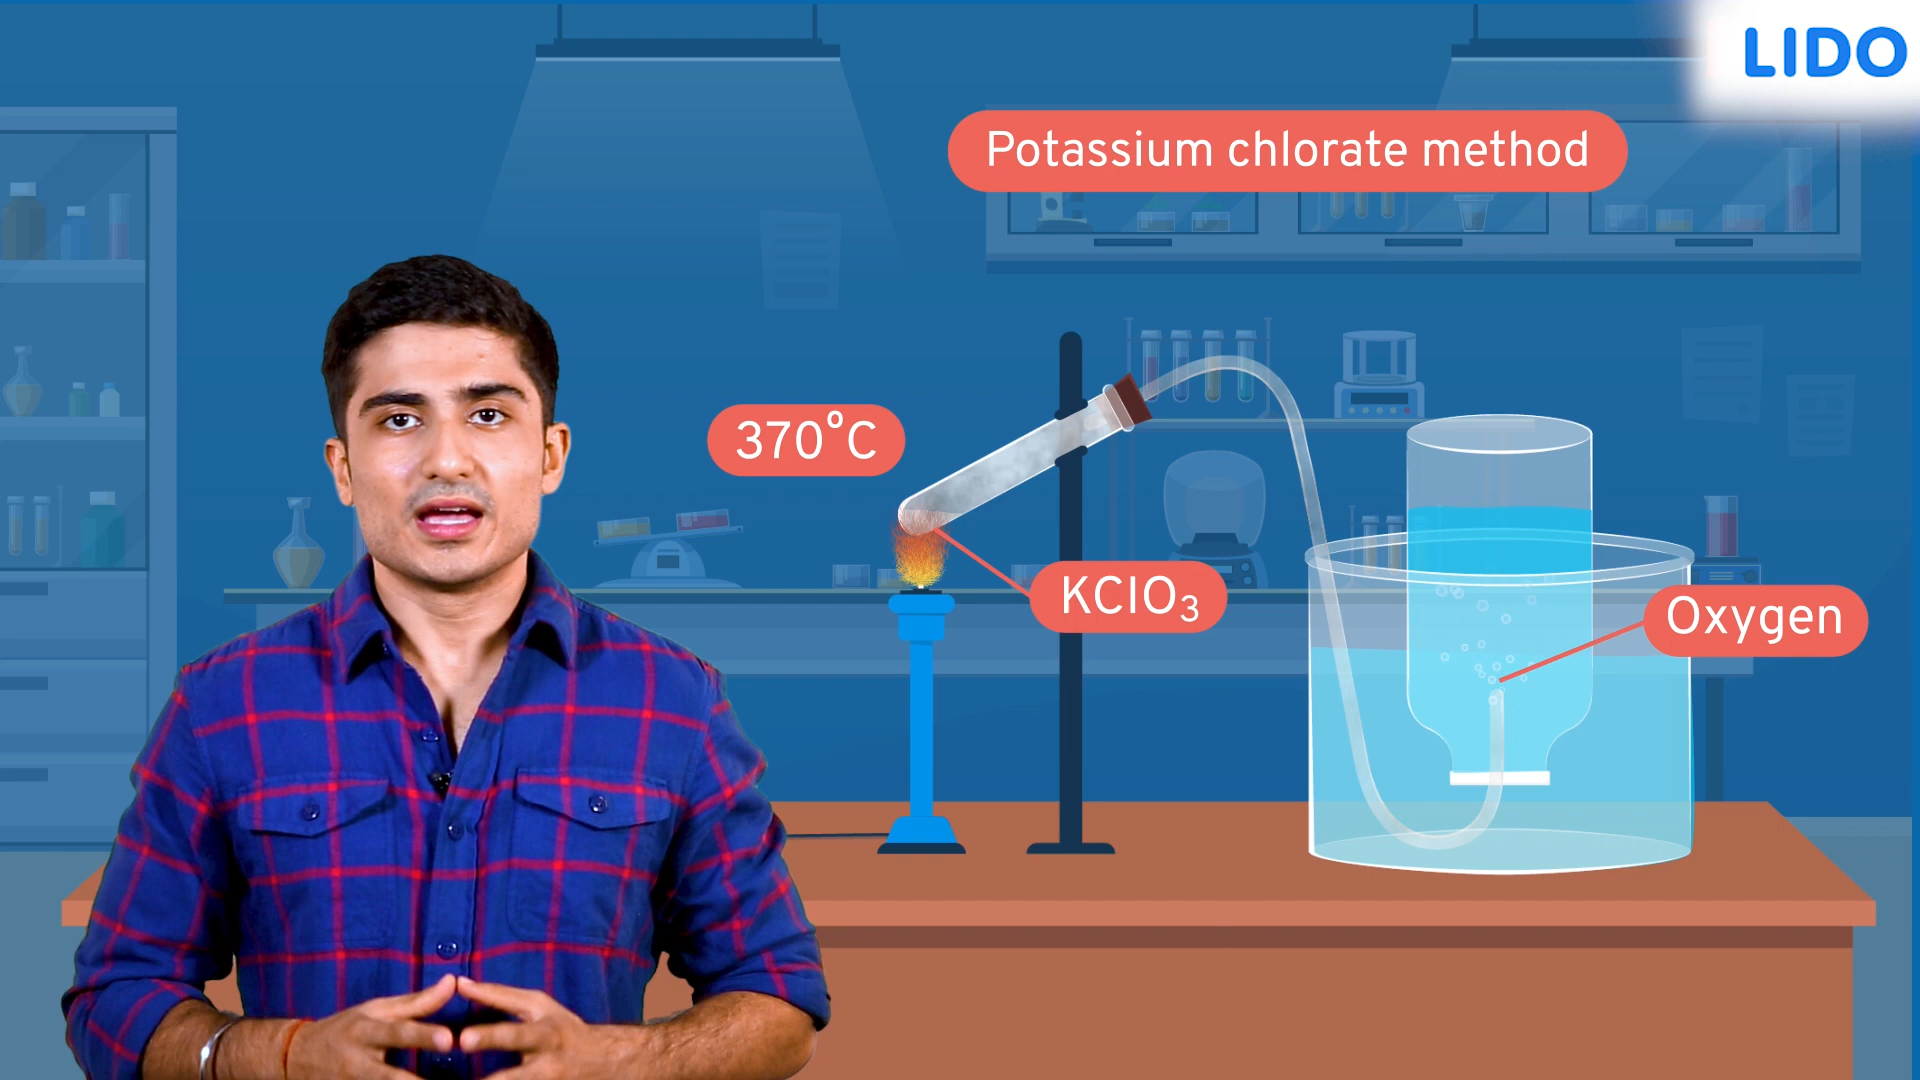 LIDO
Potassium chlorate method
370°C
KClO₃
Oxygen